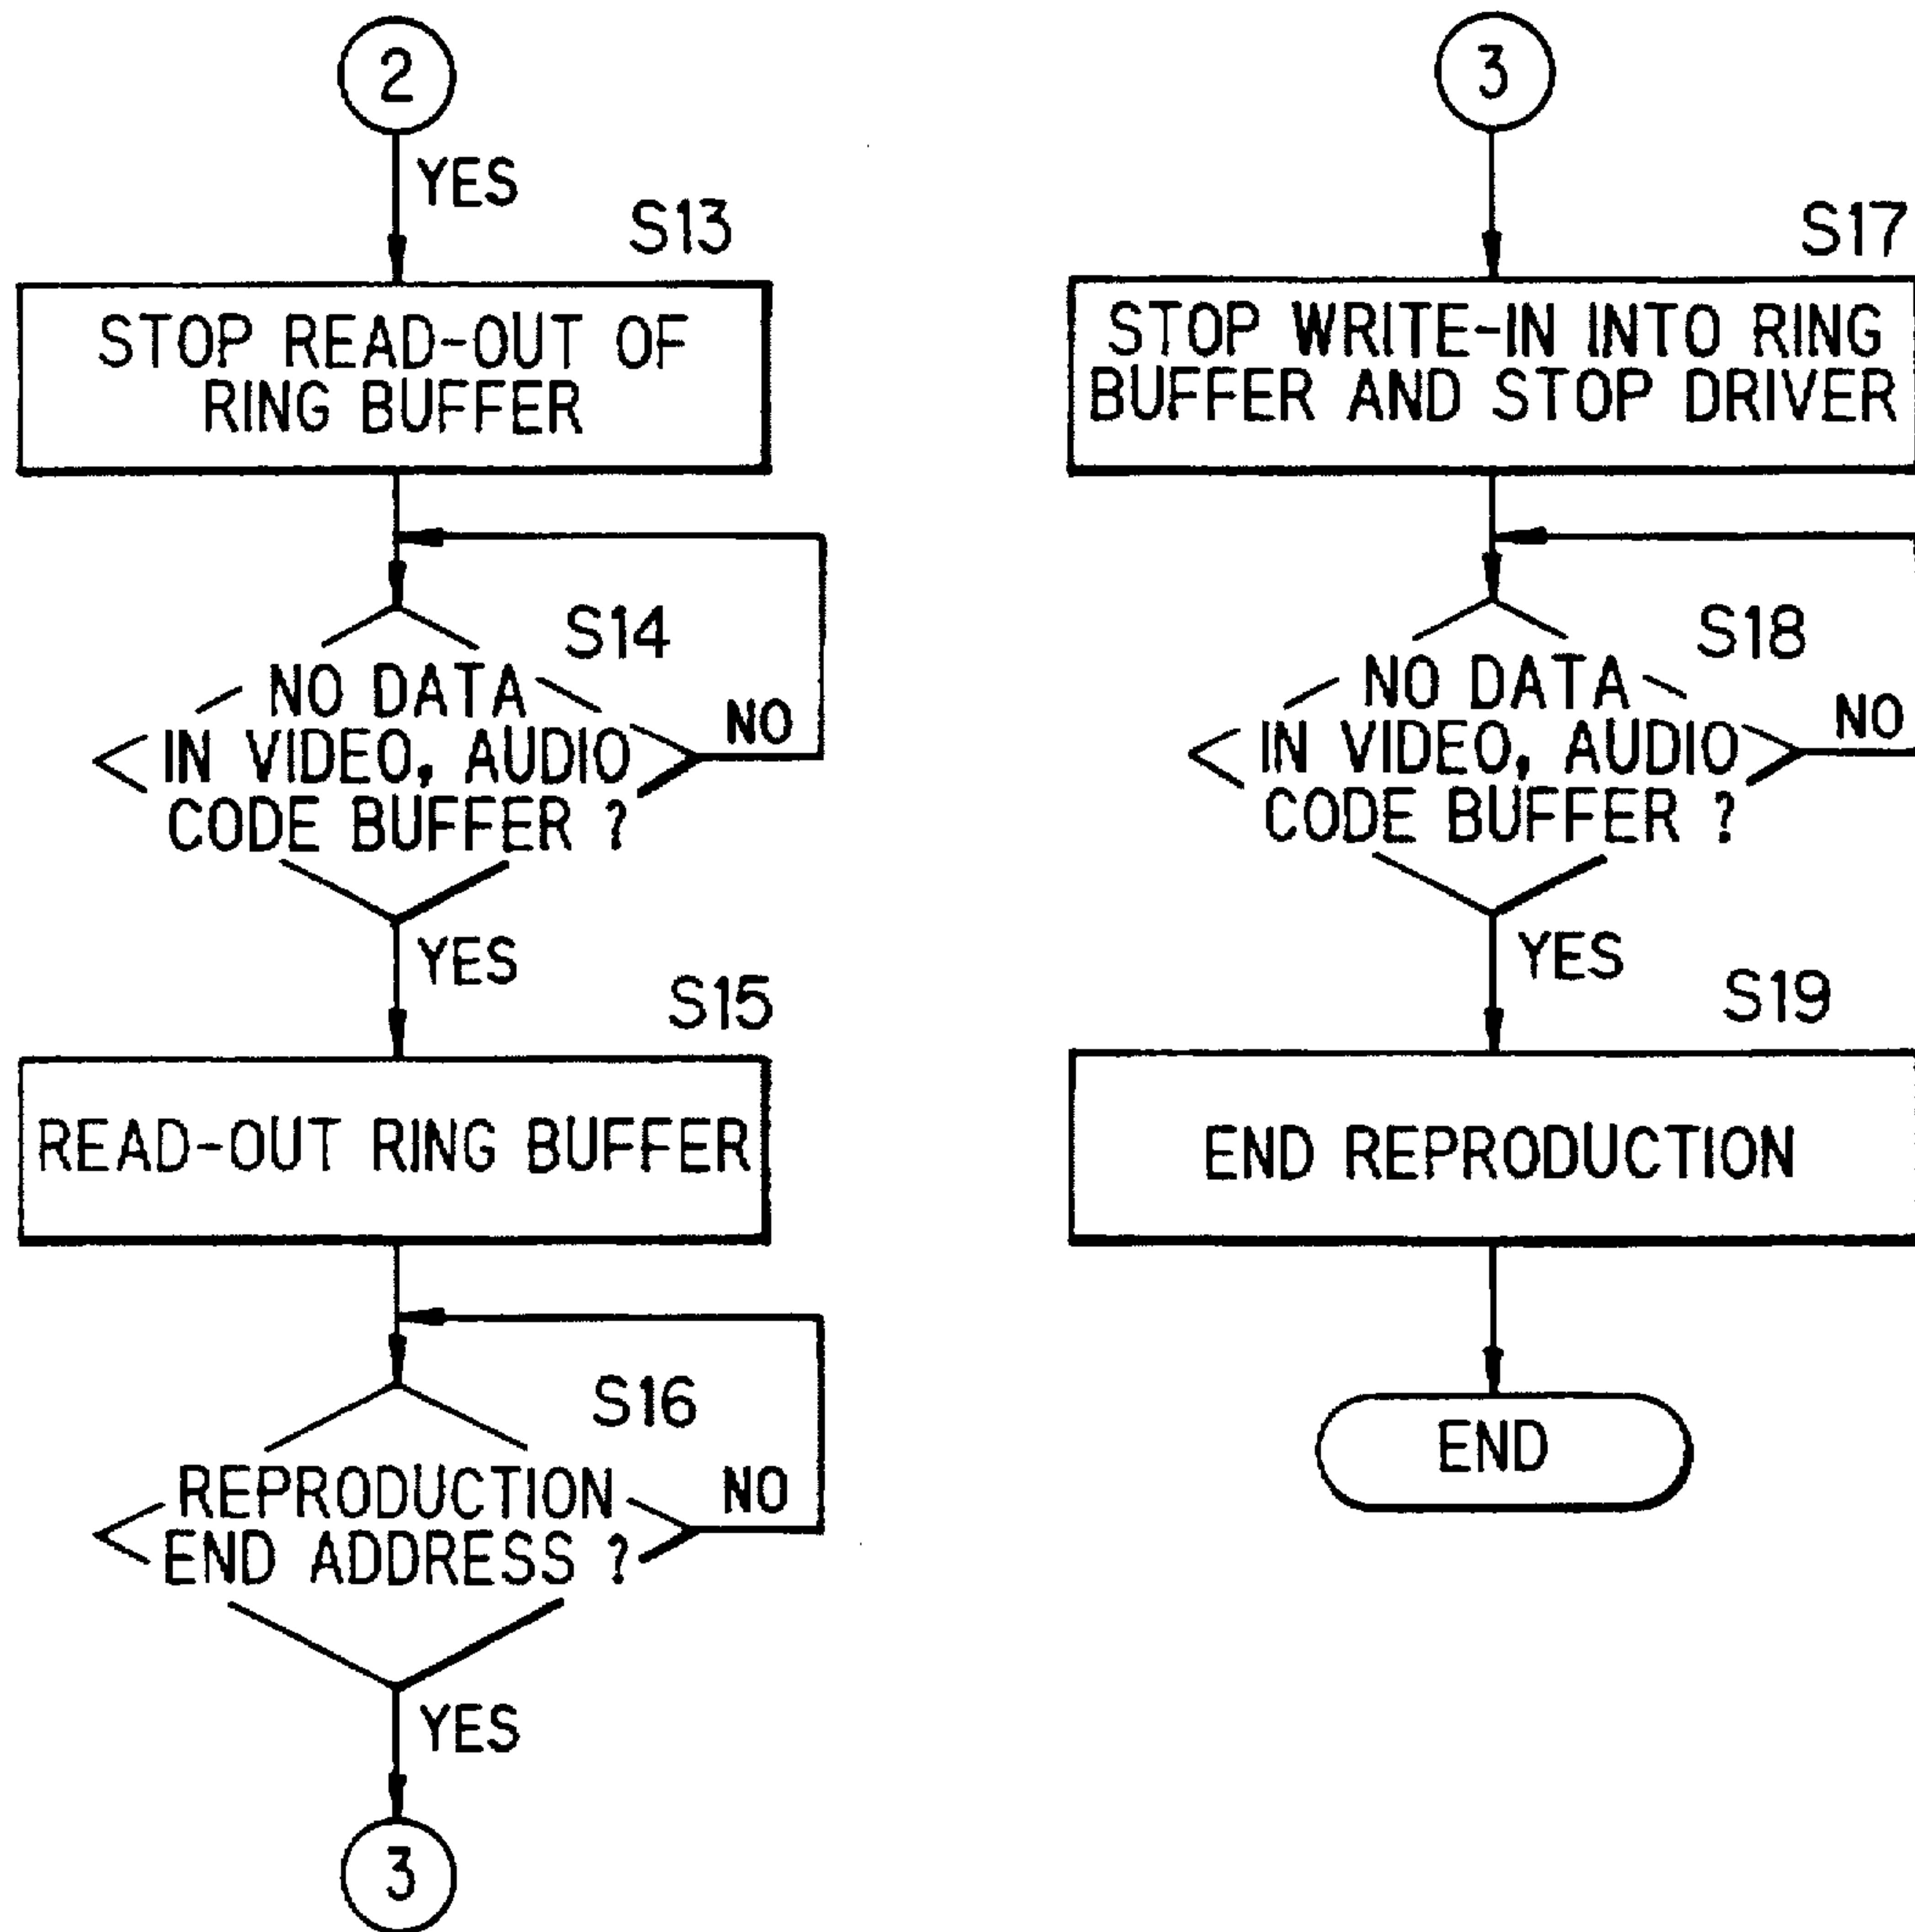 2
YES
S13
STOP READ-OUT OF
RING BUFFER
S14
NO DATA
IN VIDEO, AUDIO
CODE BUFFER ?
NO
YES
S15
READ-OUT RING BUFFER
S16
REPRODUCTION
END ADDRESS ?
NO
YES
3
3
S17
STOP WRITE-IN INTO RING
BUFFER AND STOP DRIVER
S18
NO DATA
IN VIDEO, AUDIO
CODE BUFFER ?
NO
YES
S19
END REPRODUCTION
END